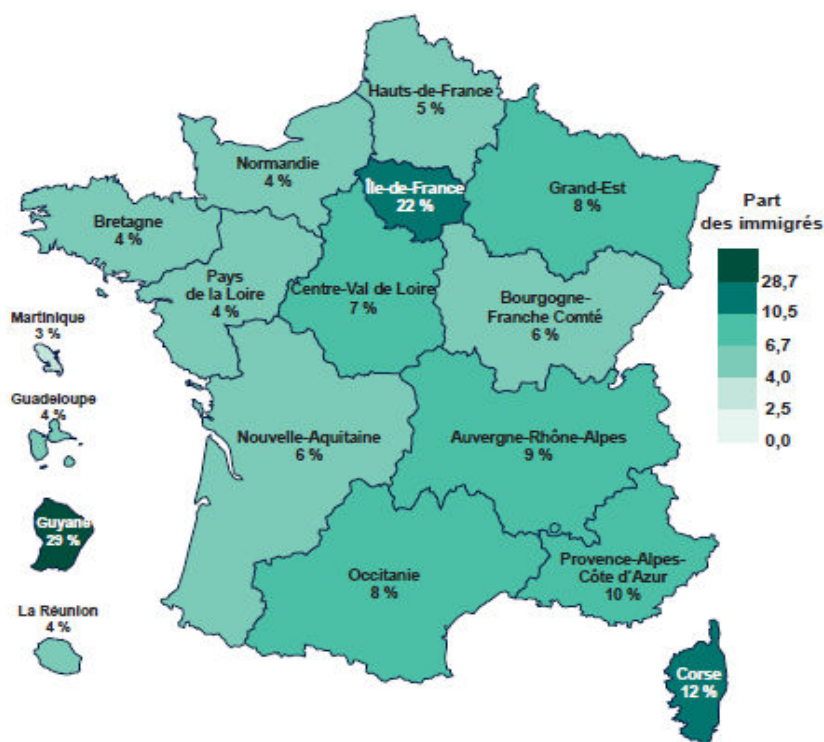 Hauts-de-France
5 %
Normandie
4 %
Île-de-France
22 %
Grand-Est
8 %
Bretagne
4 %
Pays
de la Loire
4 %
Centre-Val de Loire
7 %
Bourgogne-
Franche Comté
6 %
Martinique
3 %
Guadeloupe
4 %
Nouvelle-Aquitaine
6 %
Auvergne-Rhône-Alpes
9 %
Guyane
29 %
Occitanie
8 %
Provence-Alpes-
Côte d'Azur
10 %
La Réunion
4 %
Corse
12 %
Part
des immigrés
28,7
10,5
6,7
4,0
2,5
0,0